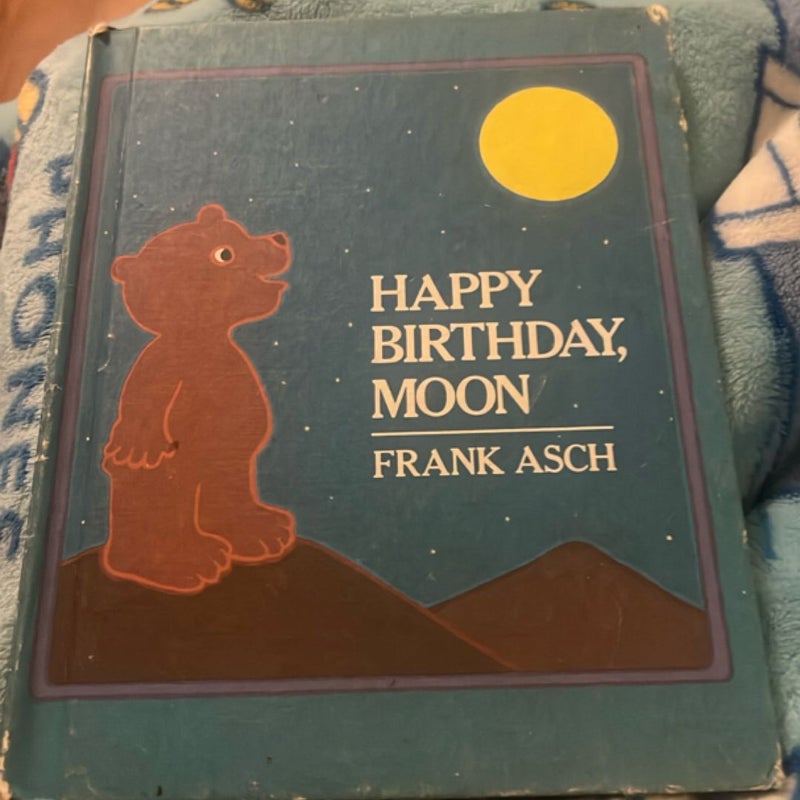 HAPPY
BIRTHDAY,
MOON
FRANK ASCH